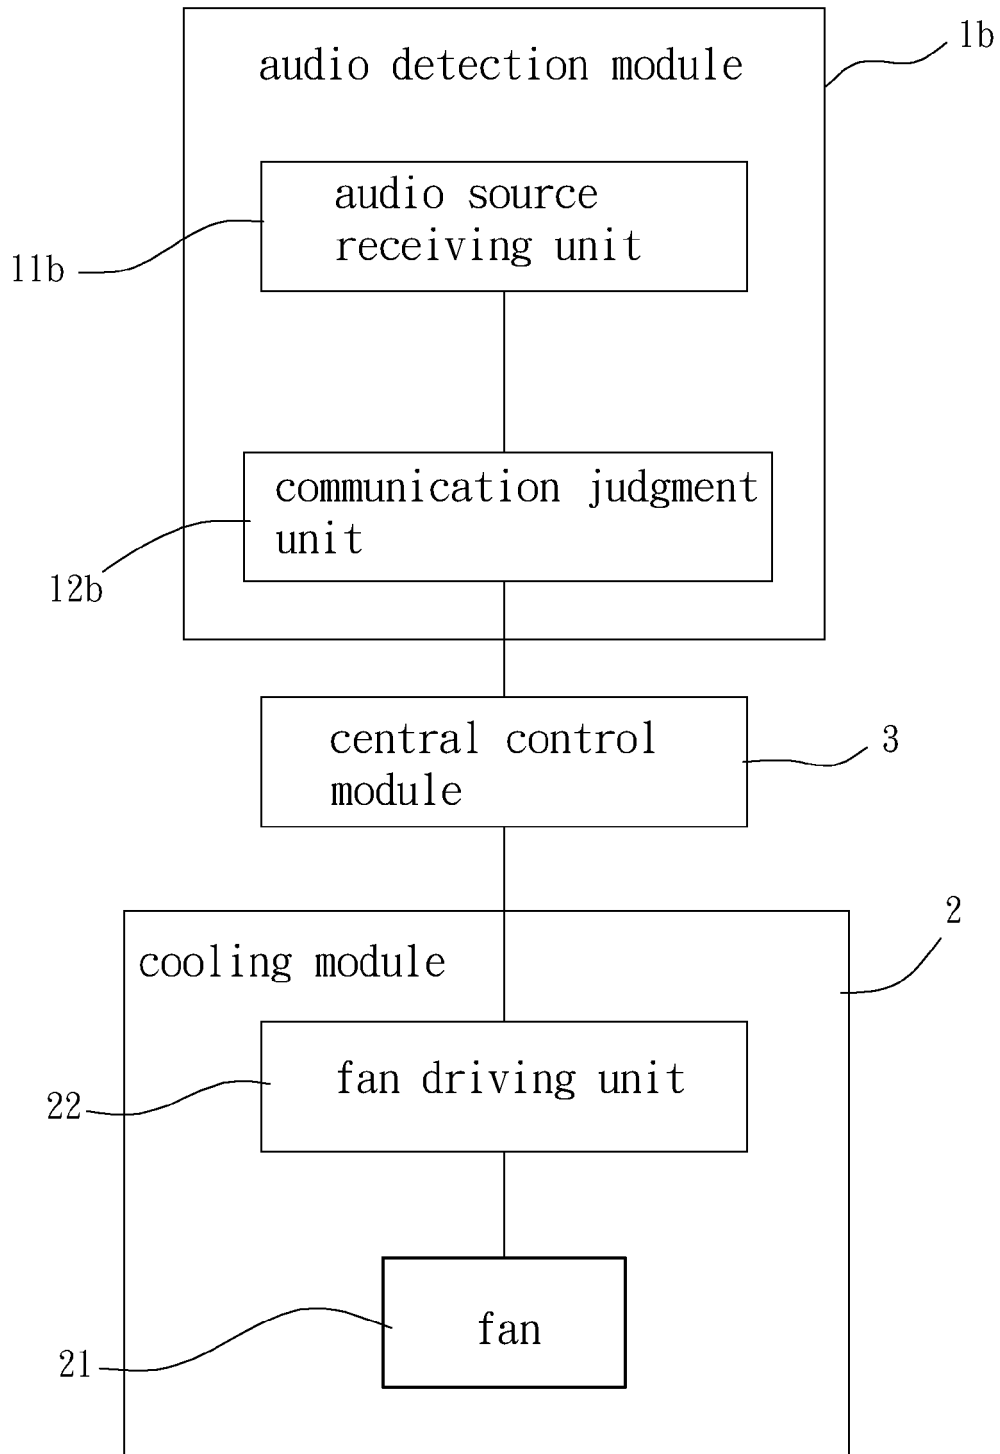 1b
audio detection module
audio source
receiving unit
11b
communication judgment
unit
12b
central control
module
3
2
cooling module
fan driving unit
22
fan
21